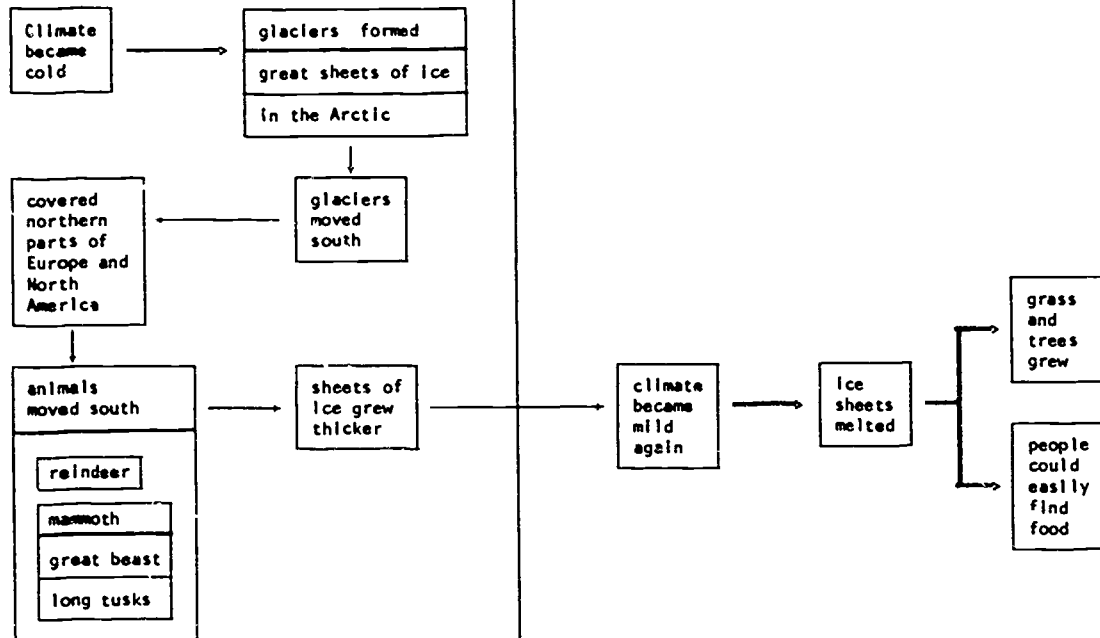 Climate
became
cold
glaciers formed
great sheets of ice
in the Arctic
glaciers
moved
south
covered
northern
parts of
Europe and
North
America
animals
moved south
reindeer
mammoth
great beast
long tusks
sheets of
ice grew
thicker
climate
became
mild
again
ice
sheets
melted
grass
and
trees
grew
people
could
easily
find
food